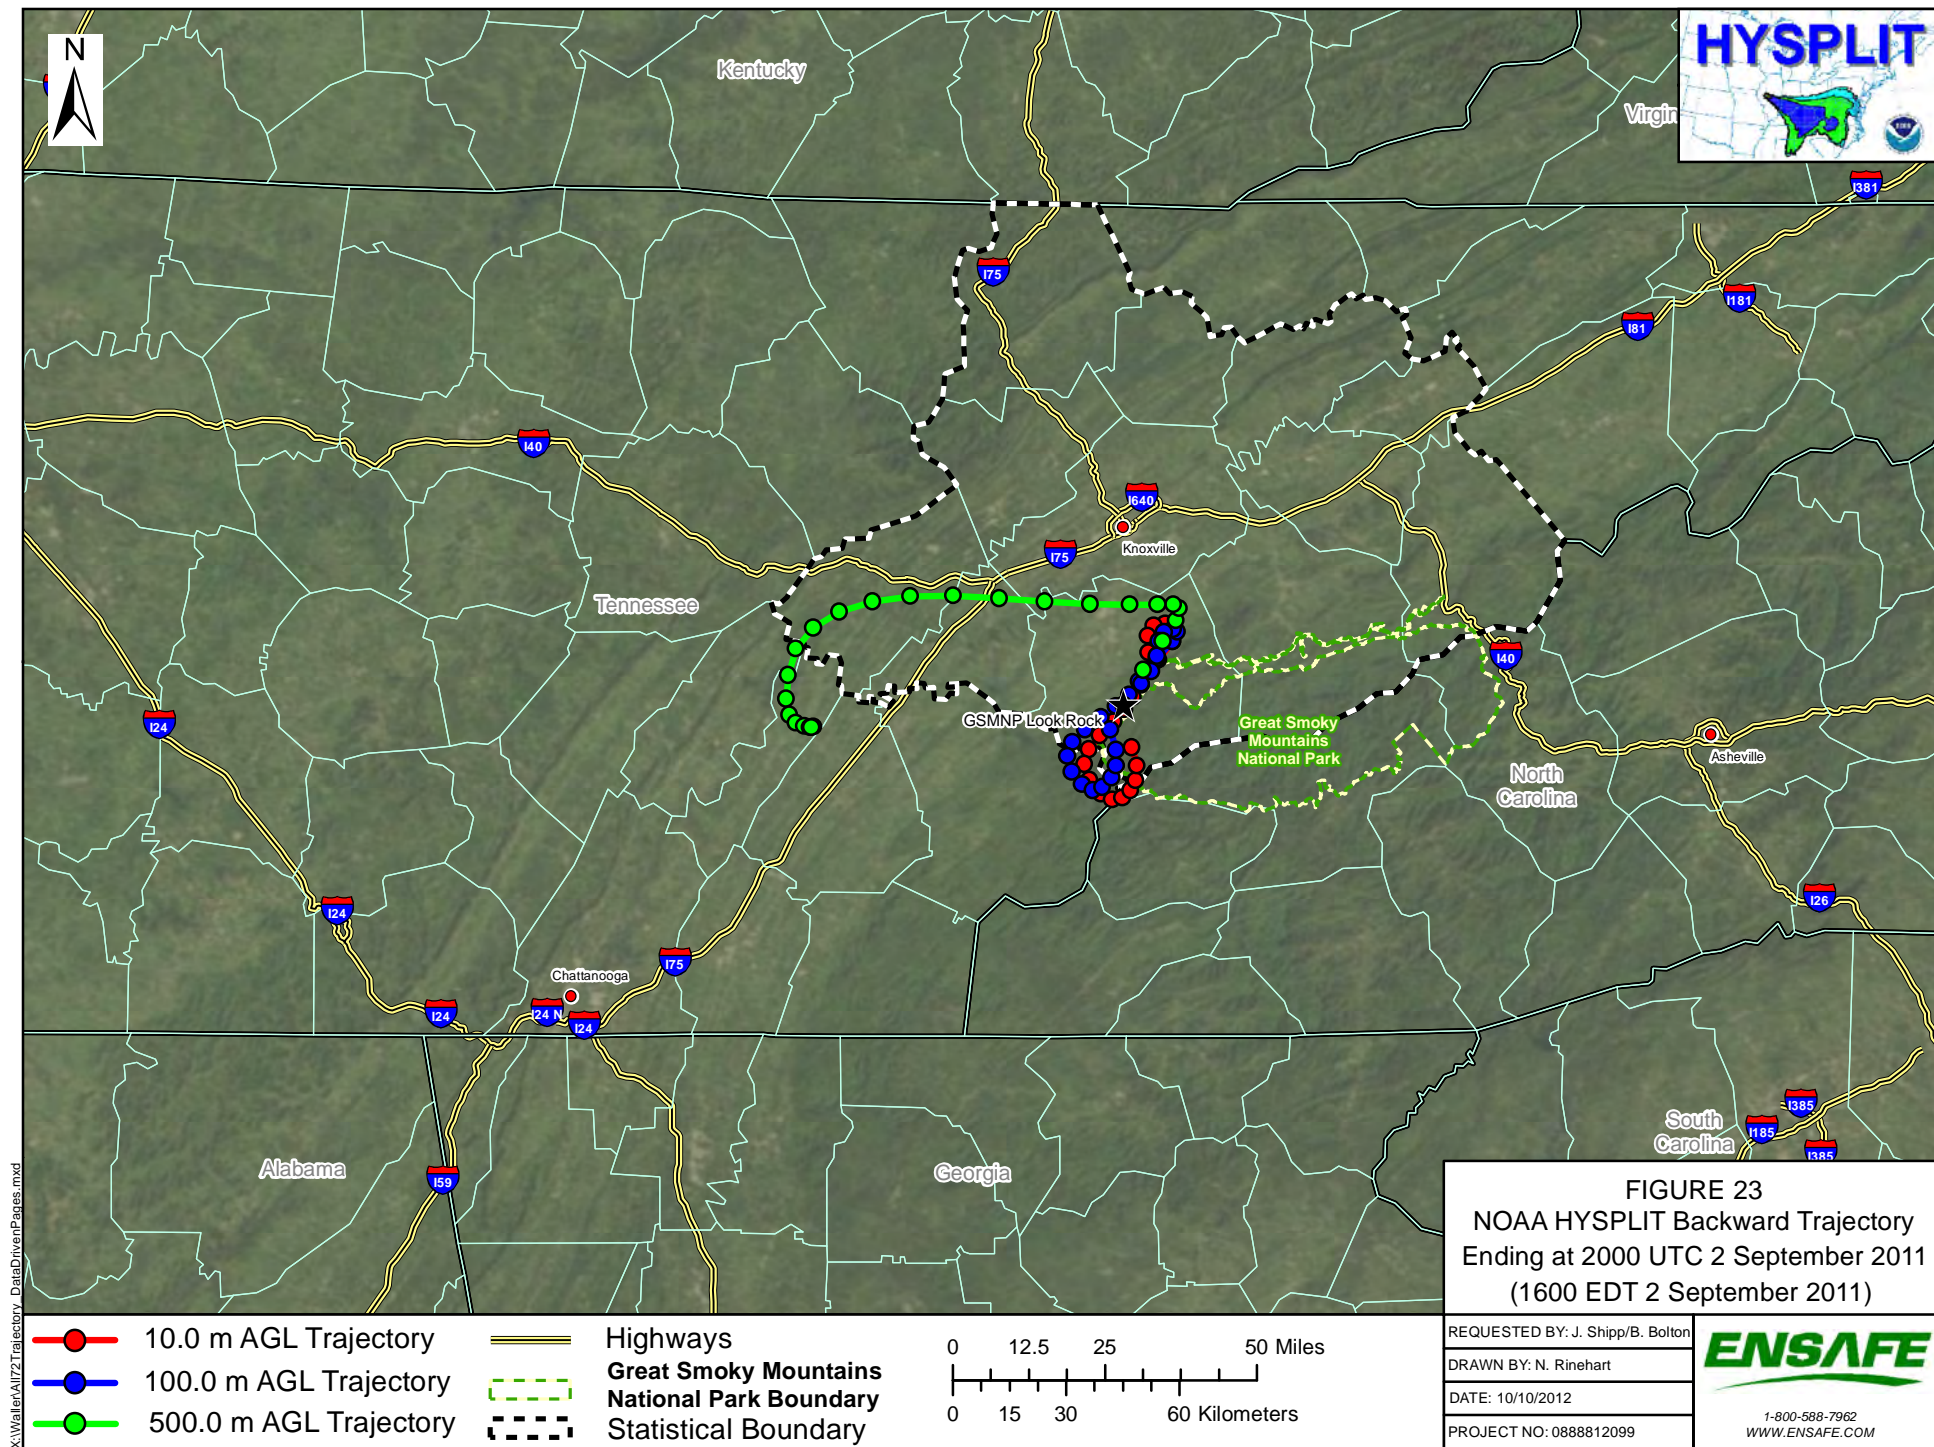 N
HYSPLIT
Kentucky
Virgin
I381
I75
I181
I81
I40
I640
Knoxville
I75
Tennessee
I40
I24
GSMNP Look Rock
Great Smoky
Mountains
National Park
Asheville
North
Carolina
I24
I26
I75
Chattanooga
I24
I24 N
I24
I385
I185
I385
South
Carolina
Alabama
I59
Georgia
FIGURE 23
NOAA HYSPLIT Backward Trajectory
Ending at 2000 UTC 2 September 2011
(1600 EDT 2 September 2011)
X:\Waller\All72Trajectory_DataDrivenPages.mxd
10.0 m AGL Trajectory
100.0 m AGL Trajectory
500.0 m AGL Trajectory
Highways
Great Smoky Mountains
National Park Boundary
Statistical Boundary
0 12.5 25 50 Miles
0 15 30 60 Kilometers
REQUESTED BY: J. Shipp/B. Bolton
DRAWN BY: N. Rinehart
DATE: 10/10/2012
PROJECT NO: 0888812099
ENSAFE
1-800-588-7962
WWW.ENSAFE.COM